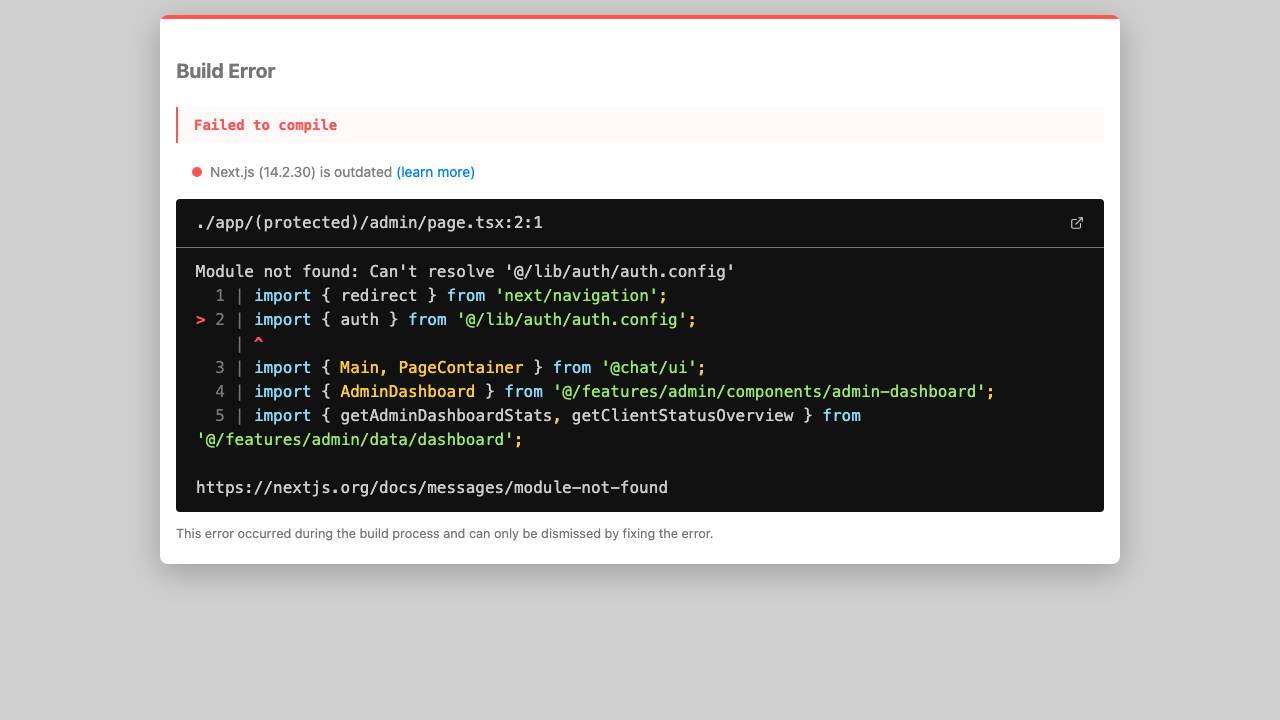 Build Error
Failed to compile
Next.js (14.2.30) is outdated (learn more)
./app/(protected)/admin/page.tsx:2:1
Module not found: Can't resolve '@/lib/auth/auth.config'
  1 | import { redirect } from 'next/navigation';
> 2 | import { auth } from '@/lib/auth/auth.config';
    | ^
  3 | import { Main, PageContainer } from '@chat/ui';
  4 | import { AdminDashboard } from '@/features/admin/components/admin-dashboard';
  5 | import { getAdminDashboardStats, getClientStatusOverview } from
'@/features/admin/data/dashboard';
https://nextjs.org/docs/messages/module-not-found
This error occurred during the build process and can only be dismissed by fixing the error.